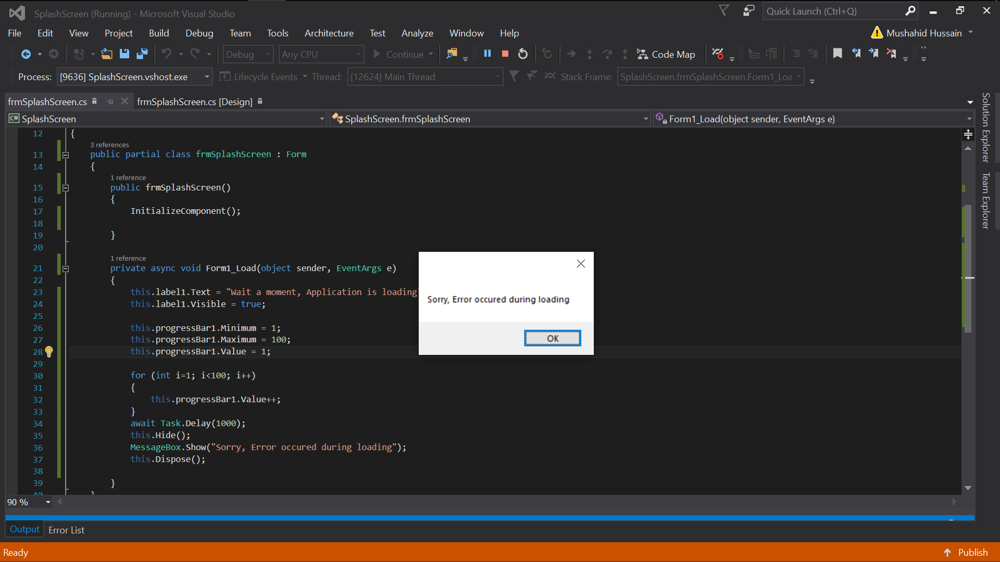 SplashScreen (Running) - Microsoft Visual Studio
Quick Launch (Ctrl+Q)
File Edit View Project Build Debug Team Tools Architecture Test Analyze Window Help
Mushahid Hussain
Debug Any CPU Continue Code Map
Process: [9636] SplashScreen.vshost.exe Lifecycle Events Thread: [12624] Main Thread Stack Frame: SplashScreen.frmSplashScreen.Form1_Loa
frmSplashScreen.cs frmSplashScreen.cs [Design]
C# SplashScreen SplashScreen.frmSplashScreen Form1_Load(object sender, EventArgs e)
12 {
3 references
13 public partial class frmSplashScreen : Form
14 {
1 reference
15 public frmSplashScreen()
16 {
17 InitializeComponent();
18
19 }
20
1 reference
21 private async void Form1_Load(object sender, EventArgs e)
22 {
23 this.label1.Text = "Wait a moment, Application is loading
24 this.label1.Visible = true;
25
26 this.progressBar1.Minimum = 1;
27 this.progressBar1.Maximum = 100;
28 this.progressBar1.Value = 1;
29
30 for (int i=1; i<100; i++)
31 {
32 this.progressBar1.Value++;
33 }
34 await Task.Delay(1000);
35 this.Hide();
36 MessageBox.Show("Sorry, Error occured during loading");
37 this.Dispose();
38
39 }
40 }
Sorry, Error occured during loading
OK
Solution Explorer
Team Explorer
90 %
Output Error List
Ready
Publish